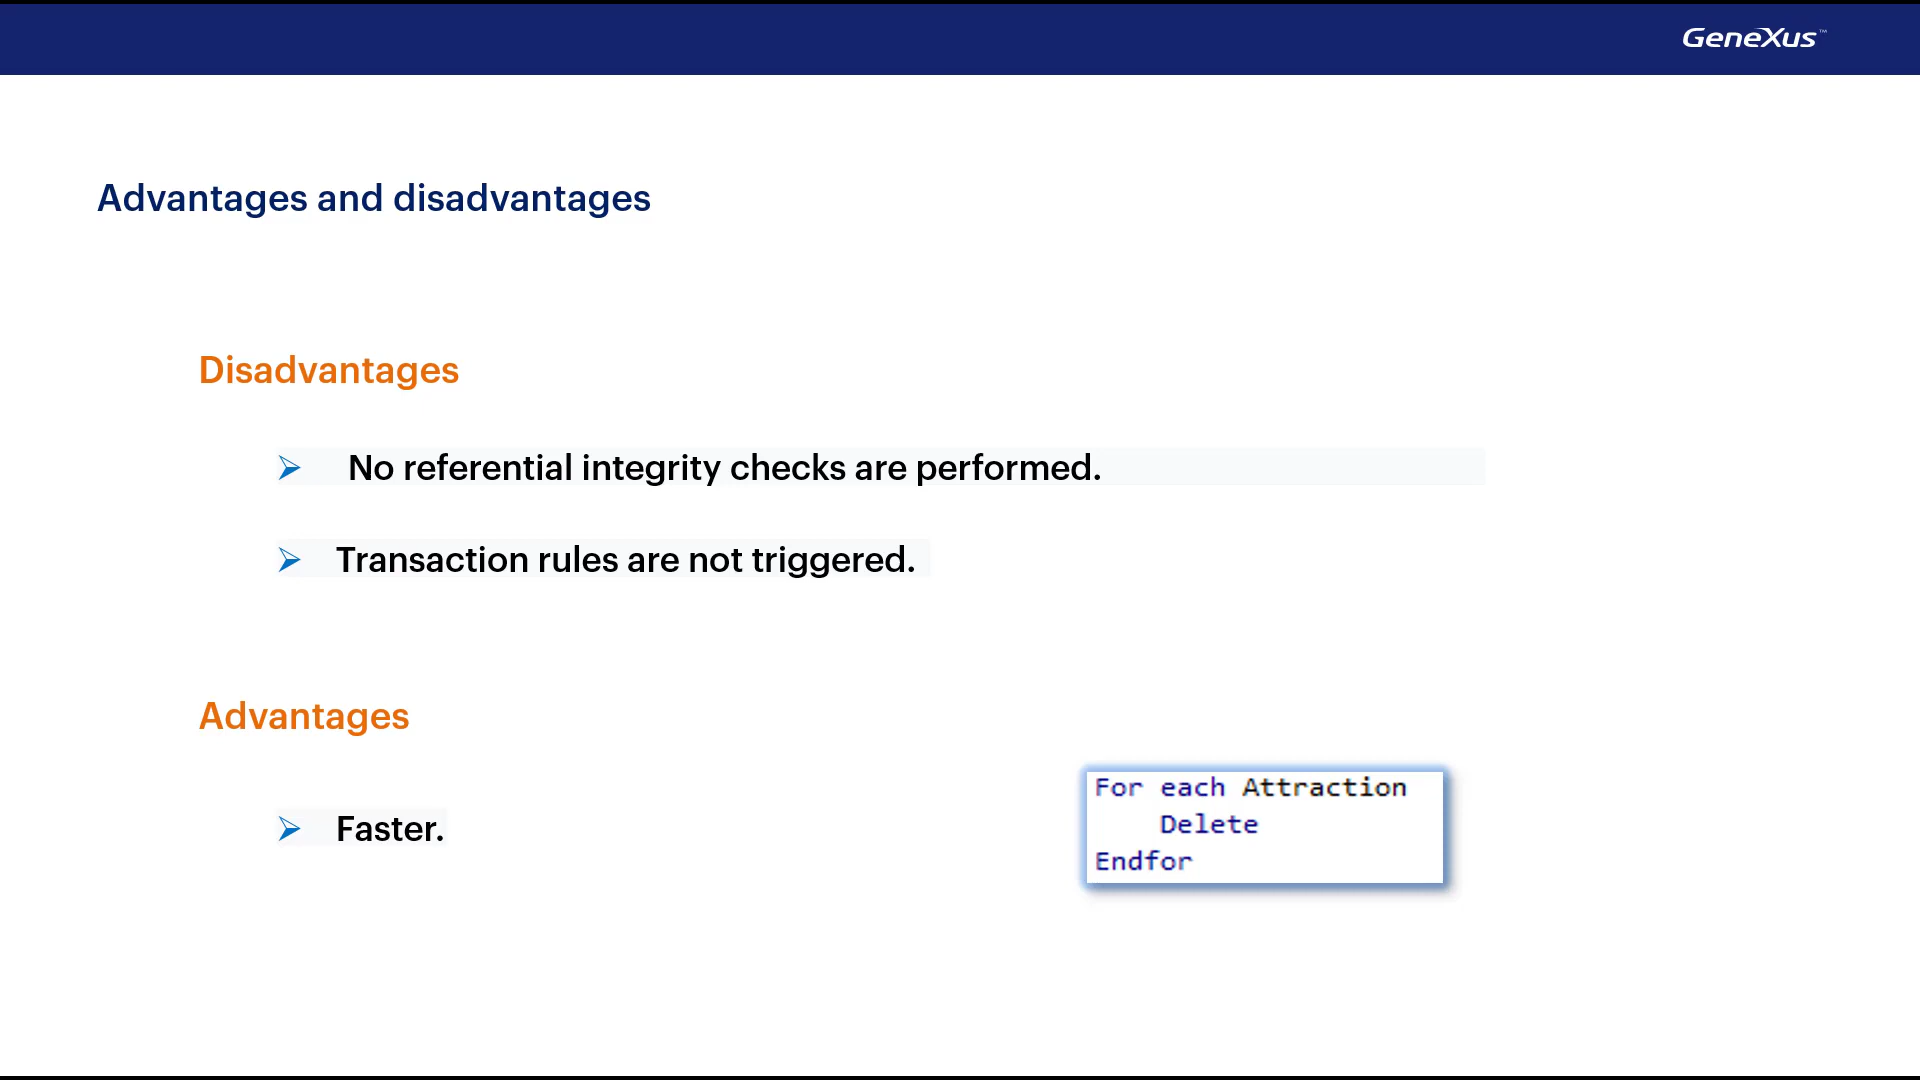 GeneXus™
Advantages and disadvantages
Disadvantages
➢ No referential integrity checks are performed.
➢ Transaction rules are not triggered.
Advantages
➢ Faster.
For each Attraction
    Delete
Endfor